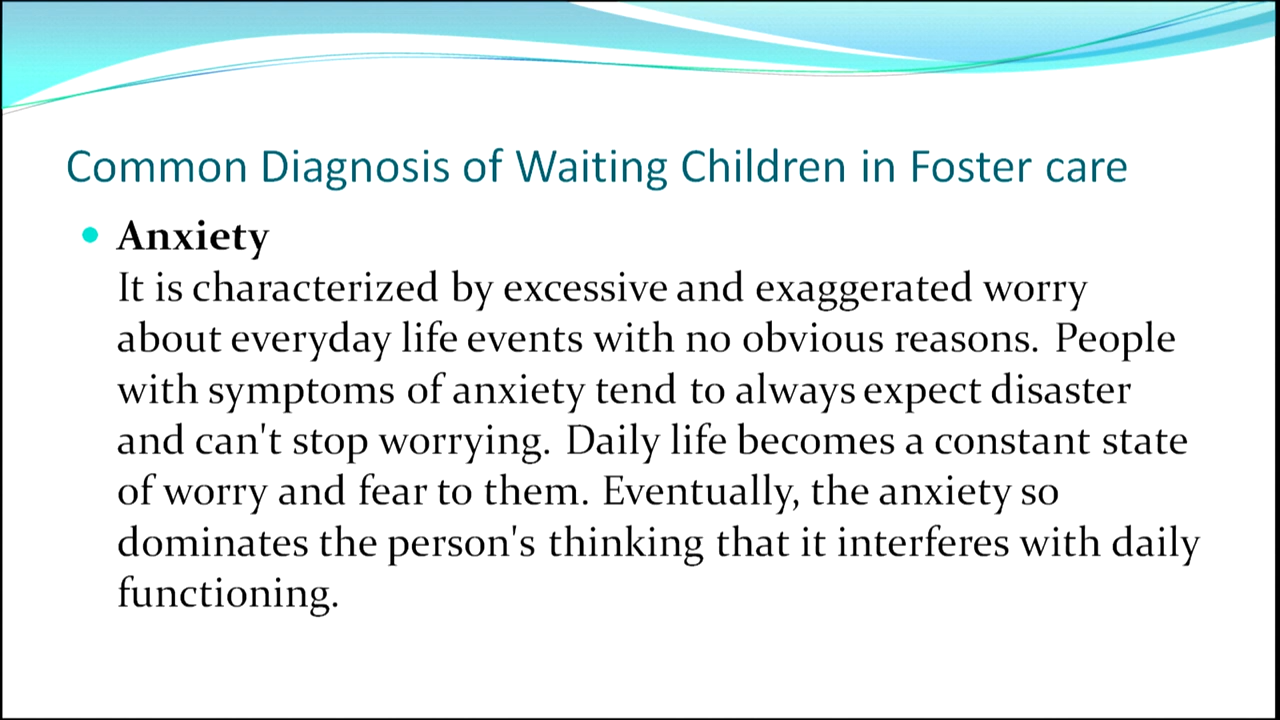 Common Diagnosis of Waiting Children in Foster care
Anxiety
It is characterized by excessive and exaggerated worry
about everyday life events with no obvious reasons. People
with symptoms of anxiety tend to always expect disaster
and can't stop worrying. Daily life becomes a constant state
of worry and fear to them. Eventually, the anxiety so
dominates the person's thinking that it interferes with daily
functioning.